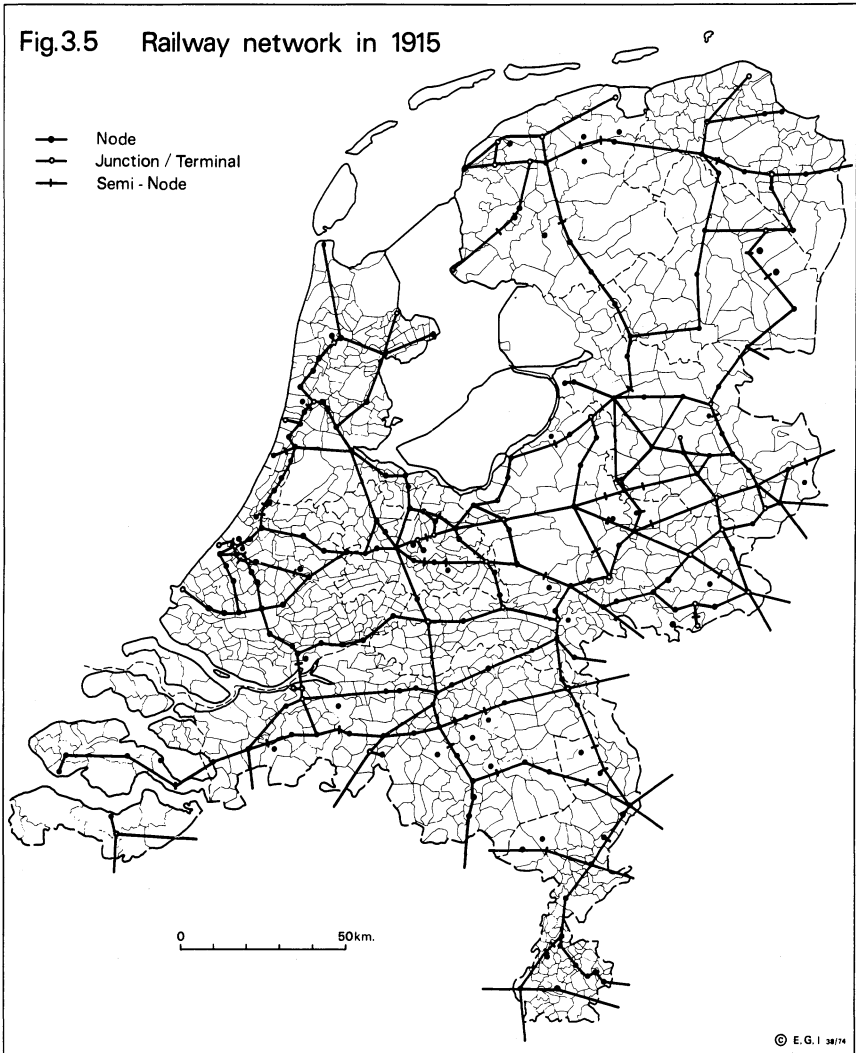 Fig.3.5 Railway network in 1915
Node
Junction / Terminal
Semi - Node
0 50km.
© E.G.I 38/74